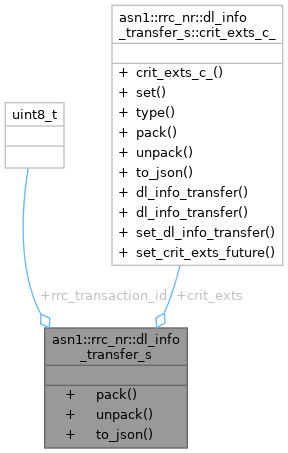 asn1::rrc_nr::dl_info
_transfer_s::crit_exts_c_
+ crit_exts_c_()
+ set()
+ type()
+ pack()
+ unpack()
+ to_json()
+ dl_info_transfer()
+ dl_info_transfer()
+ set_dl_info_transfer()
+ set_crit_exts_future()
uint8_t
+rrc_transaction_id
+crit_exts
asn1::rrc_nr::dl_info
_transfer_s
+ pack()
+ unpack()
+ to_json()